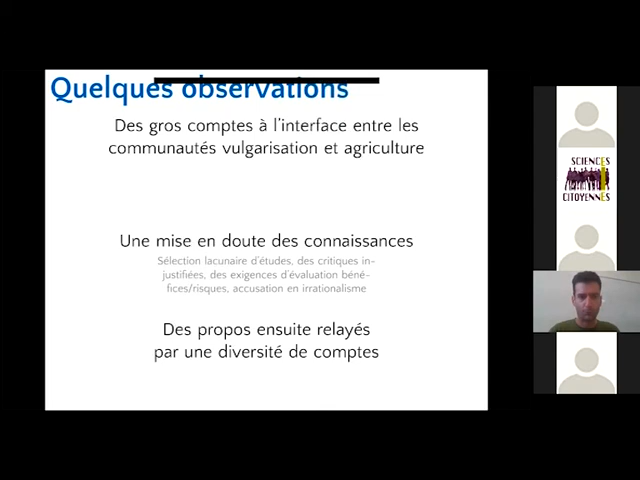 Quelques observations
Des gros comptes à l'interface entre les
communautés vulgarisation et agriculture
Une mise en doute des connaissances
Sélection lacunaire d'études, des critiques in-
justifiées, des exigences d'évaluation béné-
fices/risques, accusation en irrationalisme
Des propos ensuite relayés
par une diversité de comptes
SCIENCES
CITOYENNES